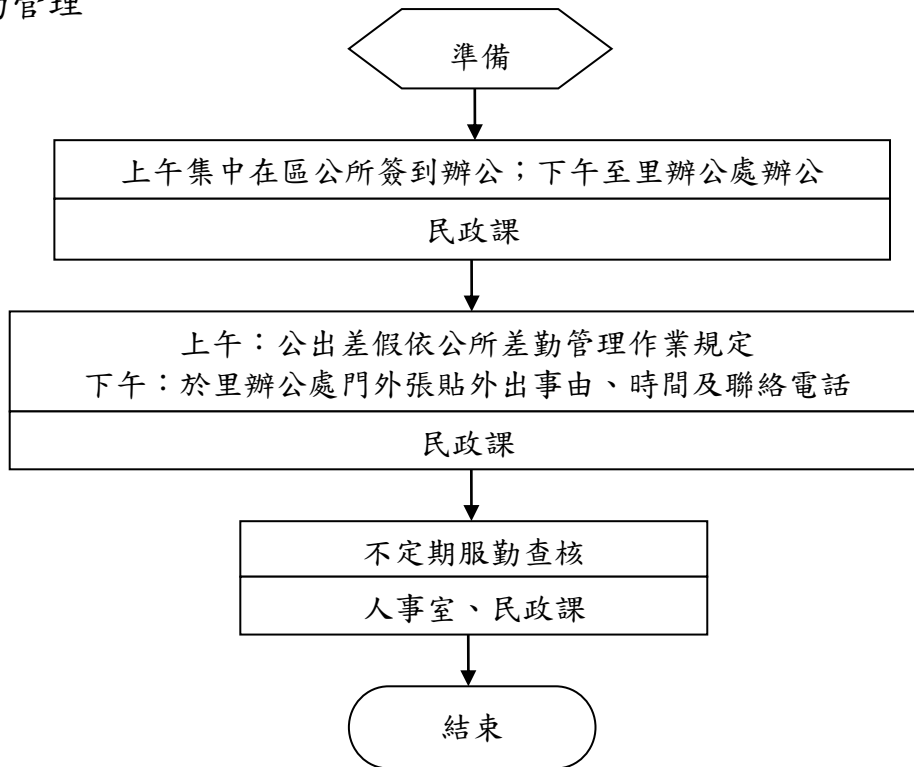 管理
準備
上午集中在區公所簽到辦公；下午至里辦公處辦公
民政課
上午：公出差假依公所差勤管理作業規定
下午：於里辦公處門外張貼外出事由、時間及聯絡電話
民政課
不定期服勤查核
人事室、民政課
結束